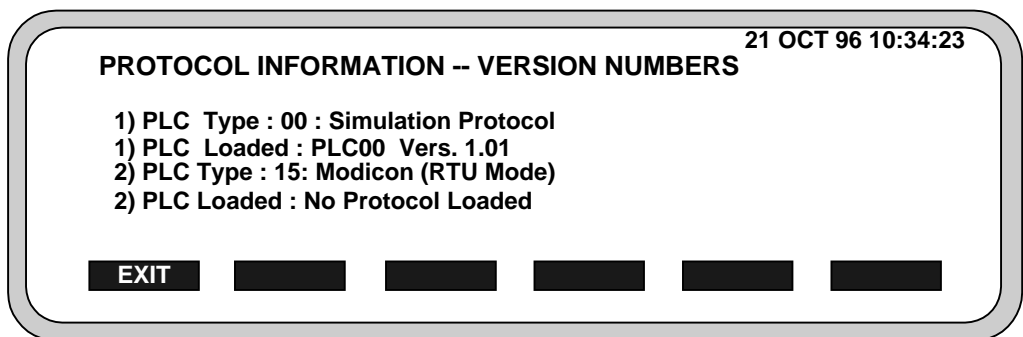 21 OCT 96 10:34:23
PROTOCOL INFORMATION -- VERSION NUMBERS
1) PLC Type : 00 : Simulation Protocol
1) PLC Loaded : PLC00 Vers. 1.01
2) PLC Type : 15: Modicon (RTU Mode)
2) PLC Loaded : No Protocol Loaded
EXIT